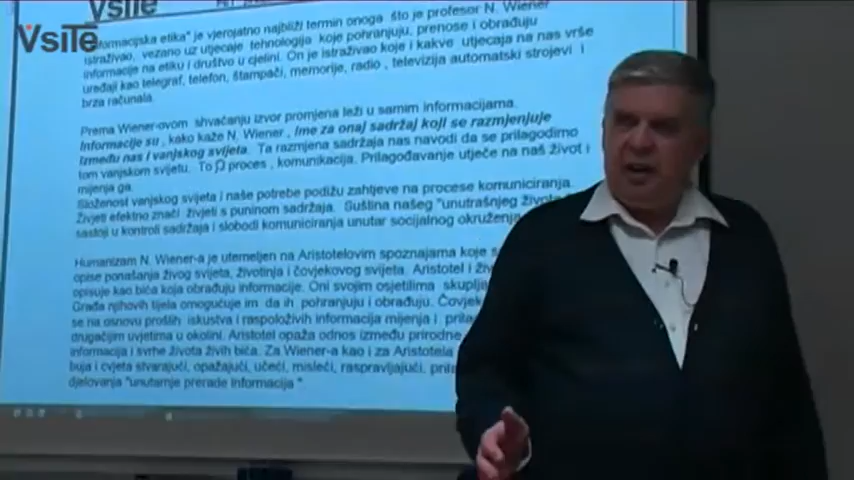 VsiTe
VsiTe
informacijska etika" je vjerojatno najbliži termin onoga što je profesor N. Wiener
istraživao, vezano uz utjecaje tehnologija koje pohranjuju, prenose i obrađuju
informacije na etiku i društvo u cjelini. On je istraživao koje i kakve utjecaja na nas vrše
uređaji kao telegraf, telefon, štampači, memorije, radio , televizija automatski strojevi i
brza računala.
Prema Wiener-ovom shvaćanju izvor promjena leži u samim informacijama.
Informacije su , kako kaže N. Wiener , Ime za onaj sadržaj koji se razmjenjuje
između nas i vanjskog svijeta. Ta razmjena sadržaja nas navodi da se prilagodimo
tom vanjskom svijetu. To proces , komunikacija. Prilagođavanje utječe na naš život i
mijenja ga.
Složenost vanjskog svijeta i naše potrebe podižu zahtjeve na procese komuniciranja.
Živjeti efektno znači živjeti s puninom sadržaja. Suština našeg "unutrašnjeg života
sastoji u kontroli sadržaja i slobodi komuniciranja unutar socijalnog okruženja
Humanizam N. Wiener-a je utemeljen na Aristotelovim spoznajama koje s
opise ponašanja živog svijeta, životinja i čovjekovog svijeta. Aristotel i ži
opisuje kao bića koja obrađuju informacije. Oni svojim osjetilima skuplja
Građa njihovih tijela omogućuje im da ih pohranjuju i obrađuju. Čovjek
se na osnovu prošlih iskustva i raspoloživih informacija mijenja i prila
drugačijim uvjetima u okolini. Aristotel opaža odnos između prirodne
informacija i svrhe života živih bića. Za Wiener-a kao i za Aristotela
buja i cvjeta stvarajući, opažajući, učeći, misleći, raspravljajući, pril
djelovanja "unutarnje prerade informacija "